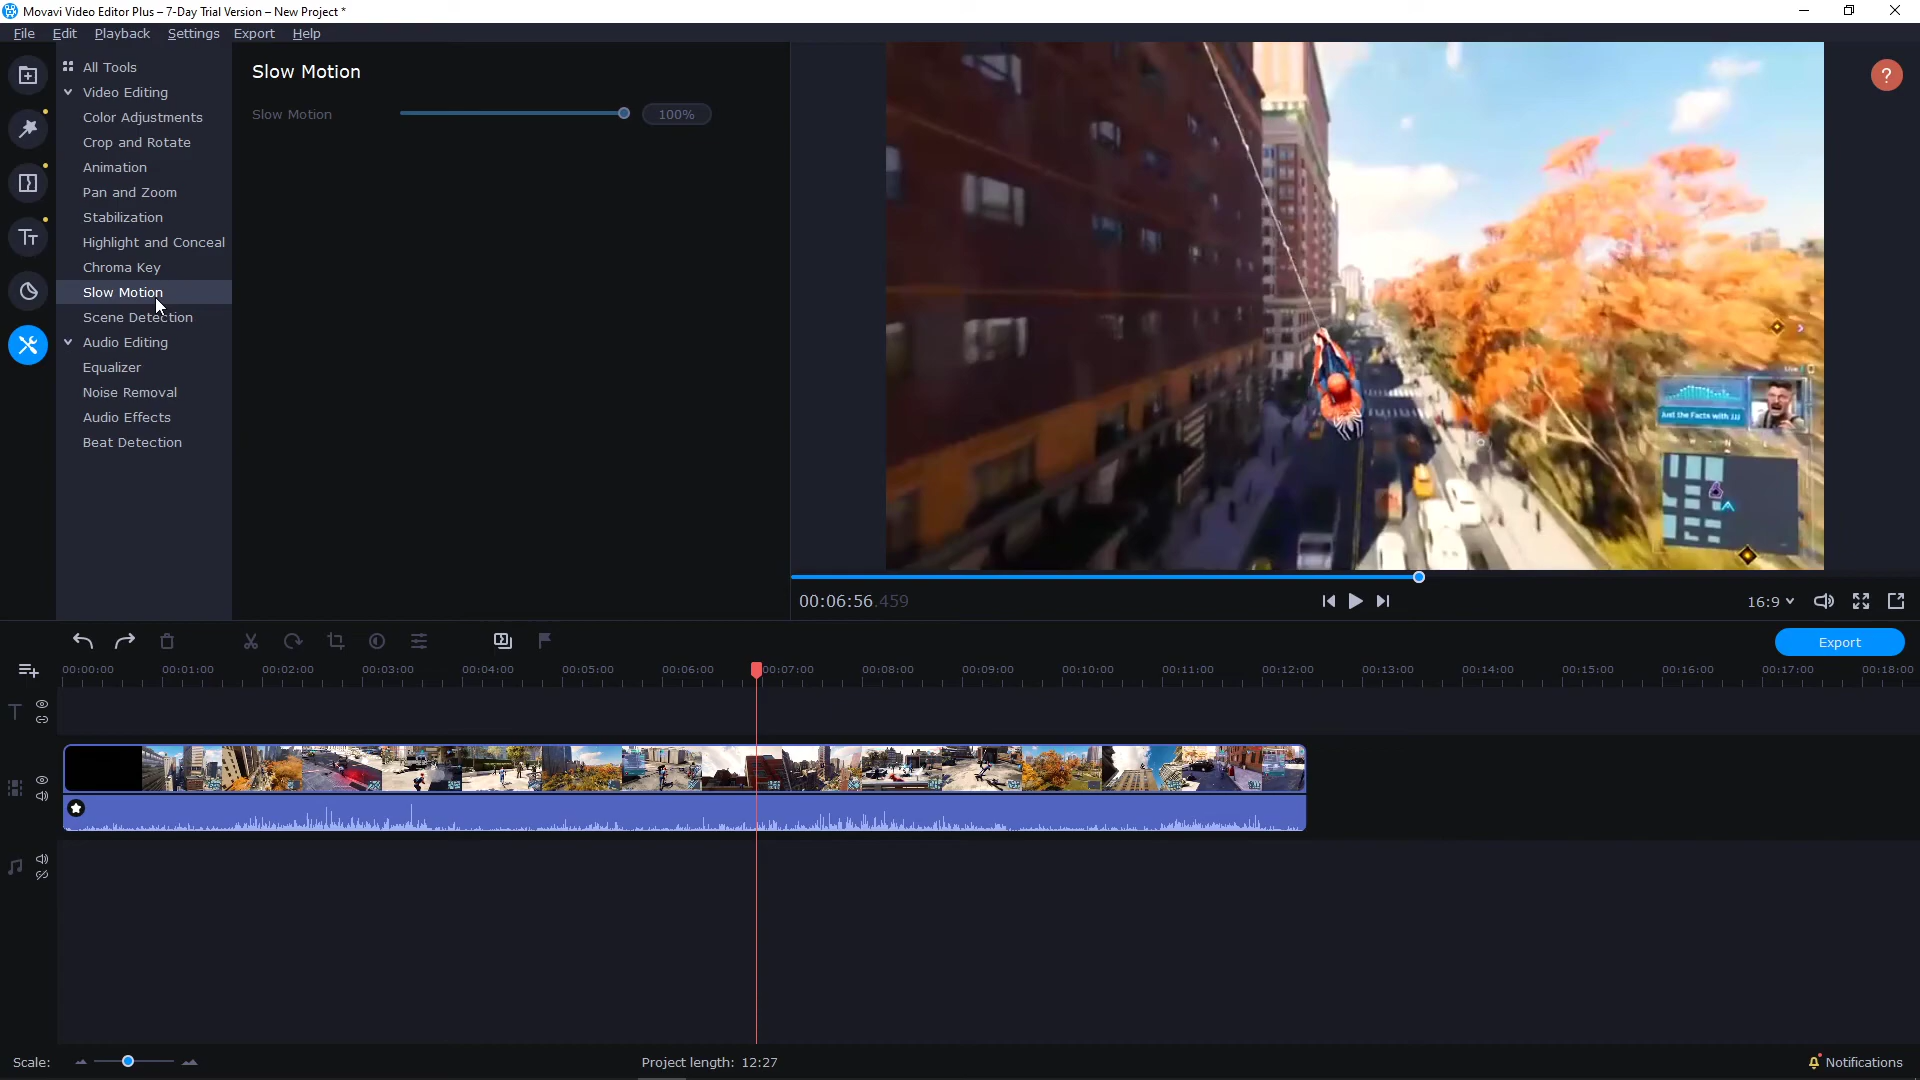 Movavi Video Editor Plus – 7-Day Trial Version – New Project *
File Edit Playback Settings Export Help
All Tools
Video Editing
Color Adjustments
Crop and Rotate
Animation
Pan and Zoom
Stabilization
Highlight and Conceal
Chroma Key
Slow Motion
Scene Detection
Audio Editing
Equalizer
Noise Removal
Audio Effects
Beat Detection
Slow Motion
Slow Motion 100%
?
Just the Facts with JJJ
00:06:56.459
16:9
Export
00:00:00 00:01:00 00:02:00 00:03:00 00:04:00 00:05:00 00:06:00 00:07:00 00:08:00 00:09:00 00:10:00 00:11:00 00:12:00 00:13:00 00:14:00 00:15:00 00:16:00 00:17:00 00:18:00
Scale:
Project length: 12:27
Notifications